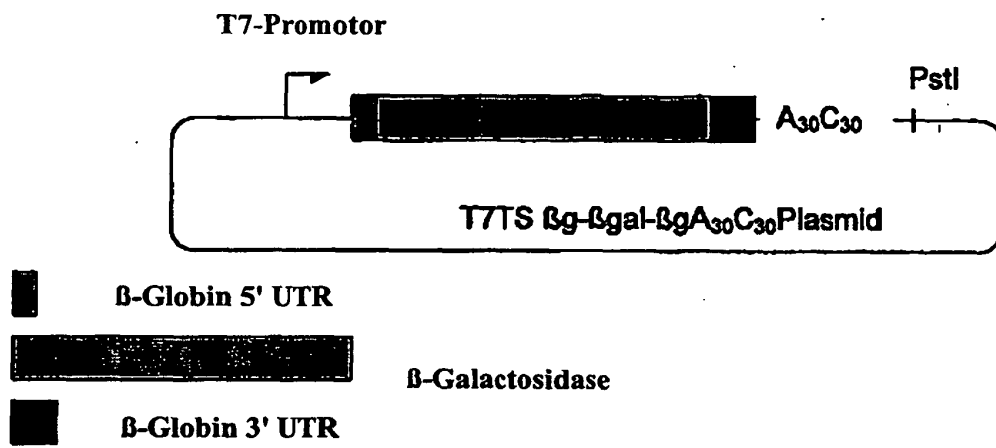 T7-Promotor
PstI
A₃₀C₃₀
T7TS ßg-ßgal-ßgA₃₀C₃₀Plasmid
ß-Globin 5' UTR
ß-Galactosidase
ß-Globin 3' UTR